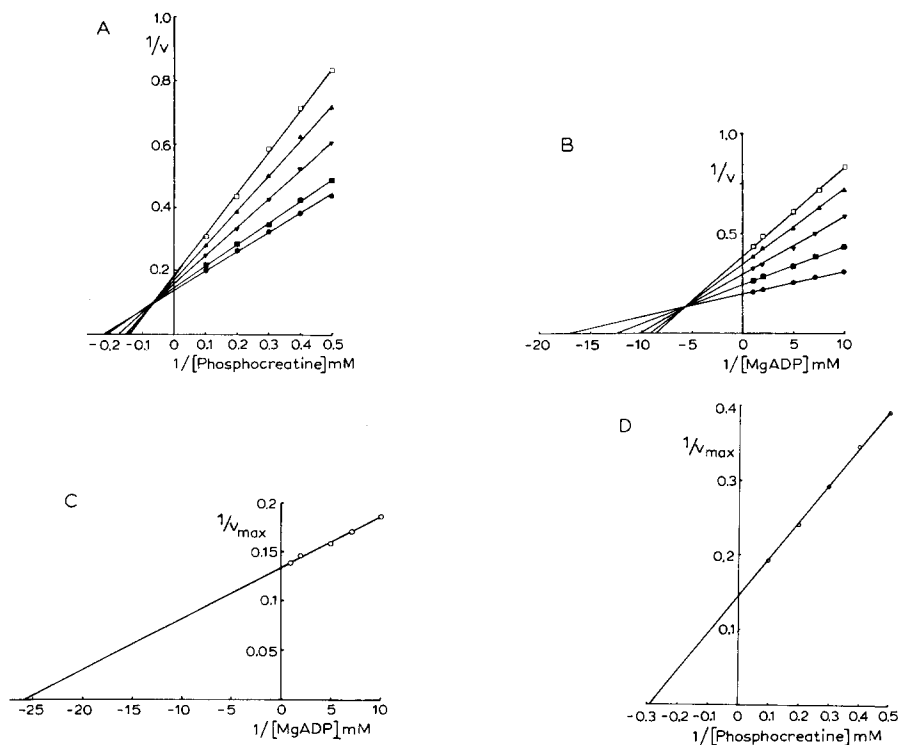 A
1/v
1.0
0.8
0.6
0.4
0.2
-0.2 -0.1 0 0.1 0.2 0.3 0.4 0.5
1/[Phosphocreatine]mM
B
1/v
1.0
0.5
-20 -15 -10 -5 0 5 10
1/[MgADP]mM
C
1/vmax
0.2
0.15
0.1
0.05
-25 -20 -15 -10 -5 0 5 10
1/[MgADP]mM
D
1/vmax
0.4
0.3
0.2
0.1
-0.3 -0.2 -0.1 0 0.1 0.2 0.3 0.4 0.5
1/[Phosphocreatine]mM